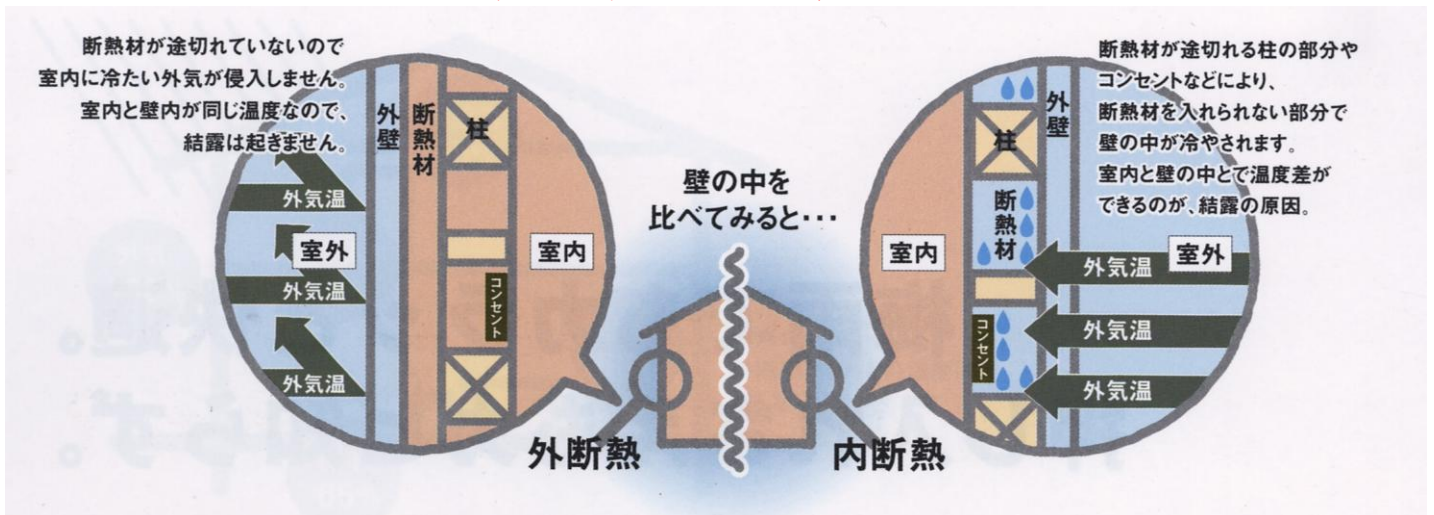 断熱材が途切れていないので
室内に冷たい外気が侵入しません。
室内と壁内が同じ温度なので、
結露は起きません。
外壁
断熱材
柱
外気温
室外
外気温
外気温
コンセント
室内
壁の中を
比べてみると・・・
外断熱
内断熱
断熱材が途切れる柱の部分や
コンセントなどにより、
断熱材を入れられない部分で
壁の中が冷やされます。
室内と壁の中とで温度差が
できるのが、結露の原因。
外壁
柱
断熱材
室内
室外
外気温
外気温
コンセント
外気温